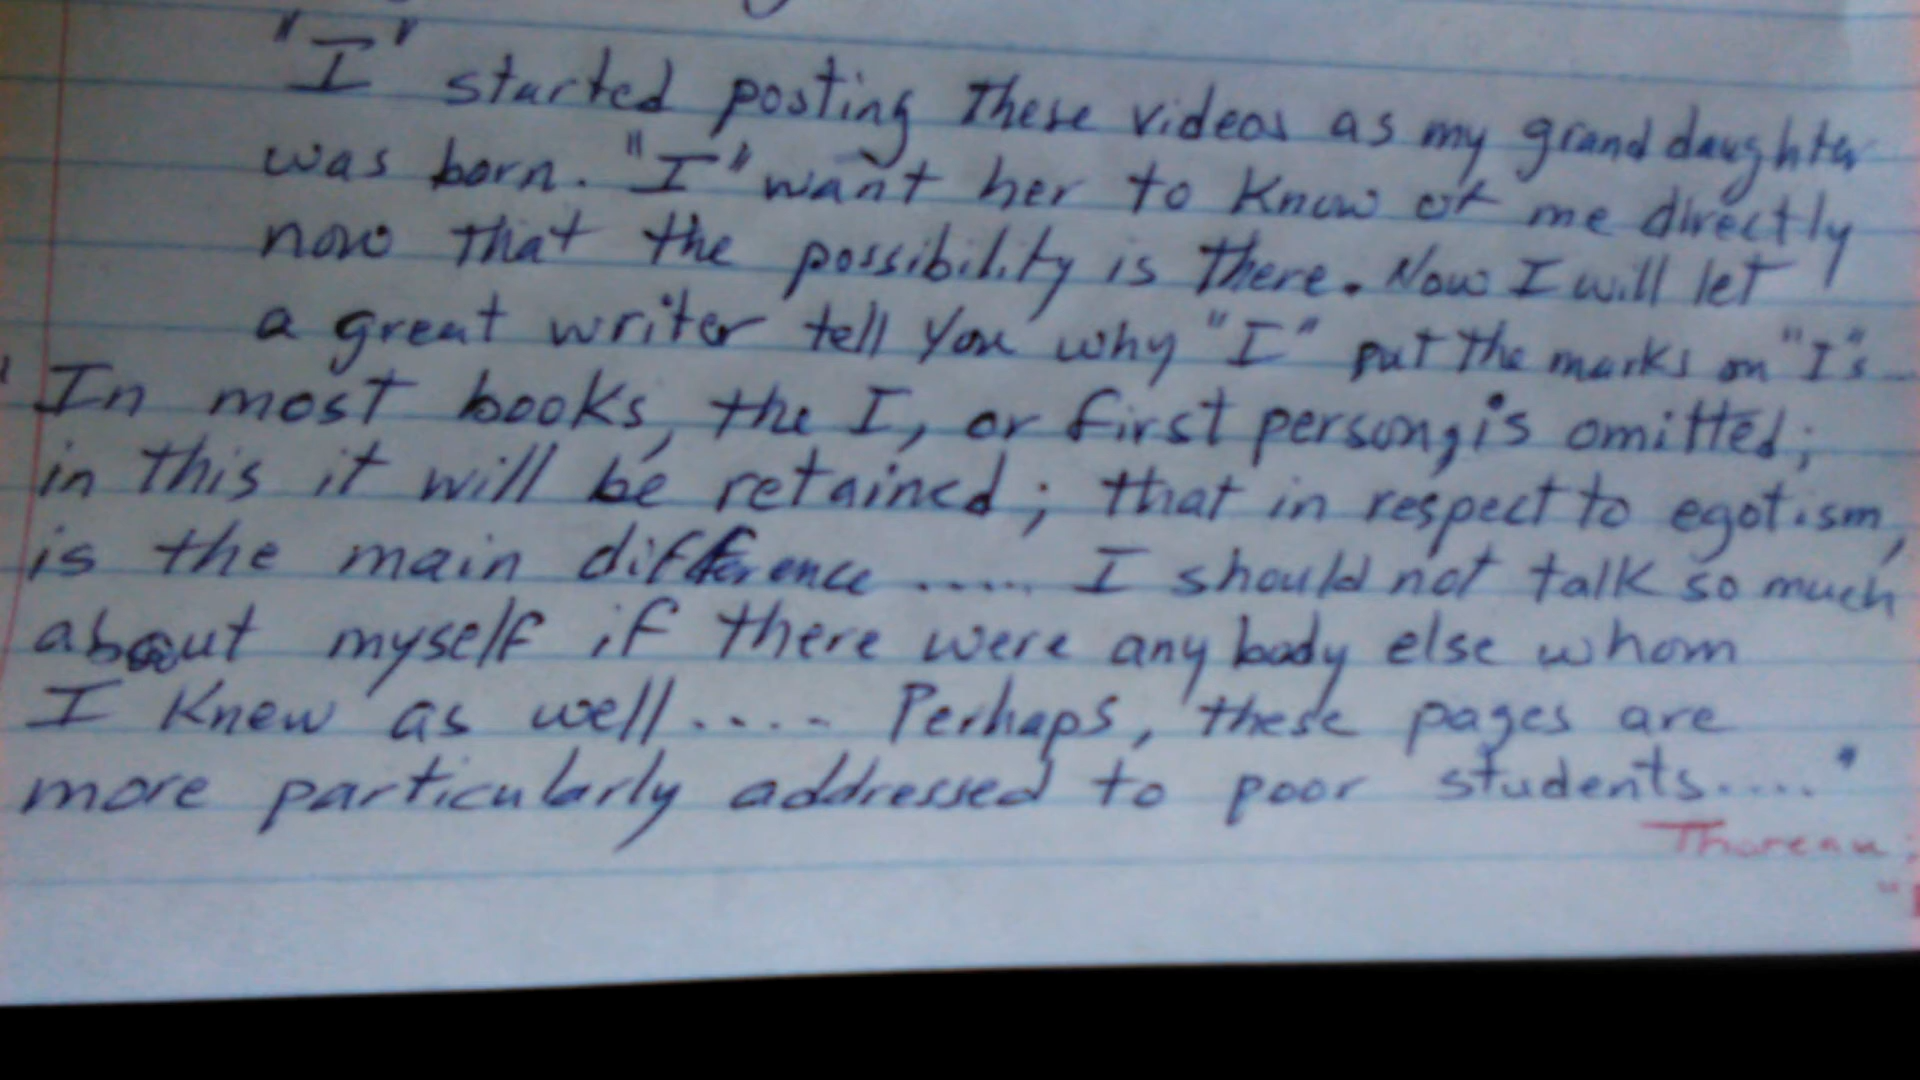 "I" started posting These videos as my granddaughter
was born. "I" want her to know of me directly
now that the possibility is there. Now I will let
a great writer tell you why "I" put the marks on "I"s
" In most books, the I, or first person, is omitted;
in this it will be retained; that in respect to egotism,
is the main difference ..... I should not talk so much
about myself if there were any body else whom
I knew as well..... Perhaps, these pages are
more particularly addressed to poor students....."
Thoreau